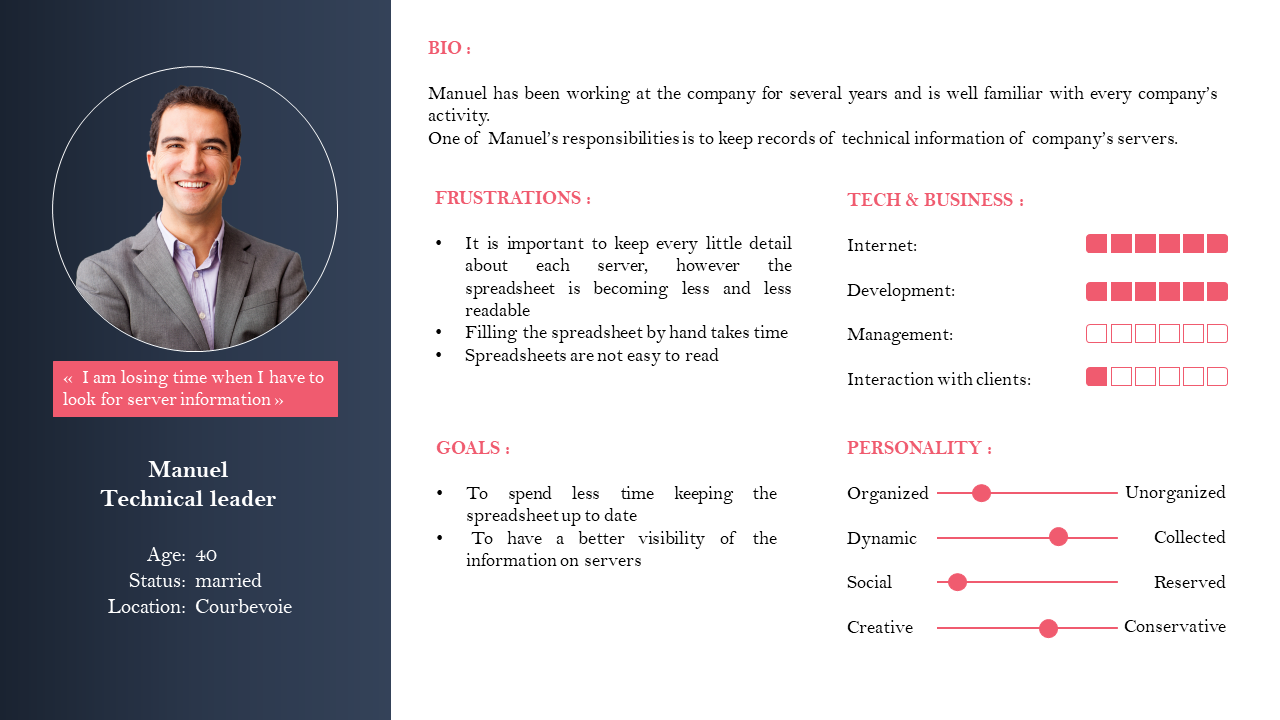 « I am losing time when I have to
look for server information »
Manuel
Technical leader
Age: 40
Status: married
Location: Courbevoie
BIO :
Manuel has been working at the company for several years and is well familiar with every company's
activity.
One of Manuel's responsibilities is to keep records of technical information of company's servers.
FRUSTRATIONS :
• It is important to keep every little detail
about each server, however the
spreadsheet is becoming less and less
readable
• Filling the spreadsheet by hand takes time
• Spreadsheets are not easy to read
TECH & BUSINESS :
Internet:
Development:
Management:
Interaction with clients:
GOALS :
• To spend less time keeping the
spreadsheet up to date
• To have a better visibility of the
information on servers
PERSONALITY :
Organized Unorganized
Dynamic Collected
Social Reserved
Creative Conservative